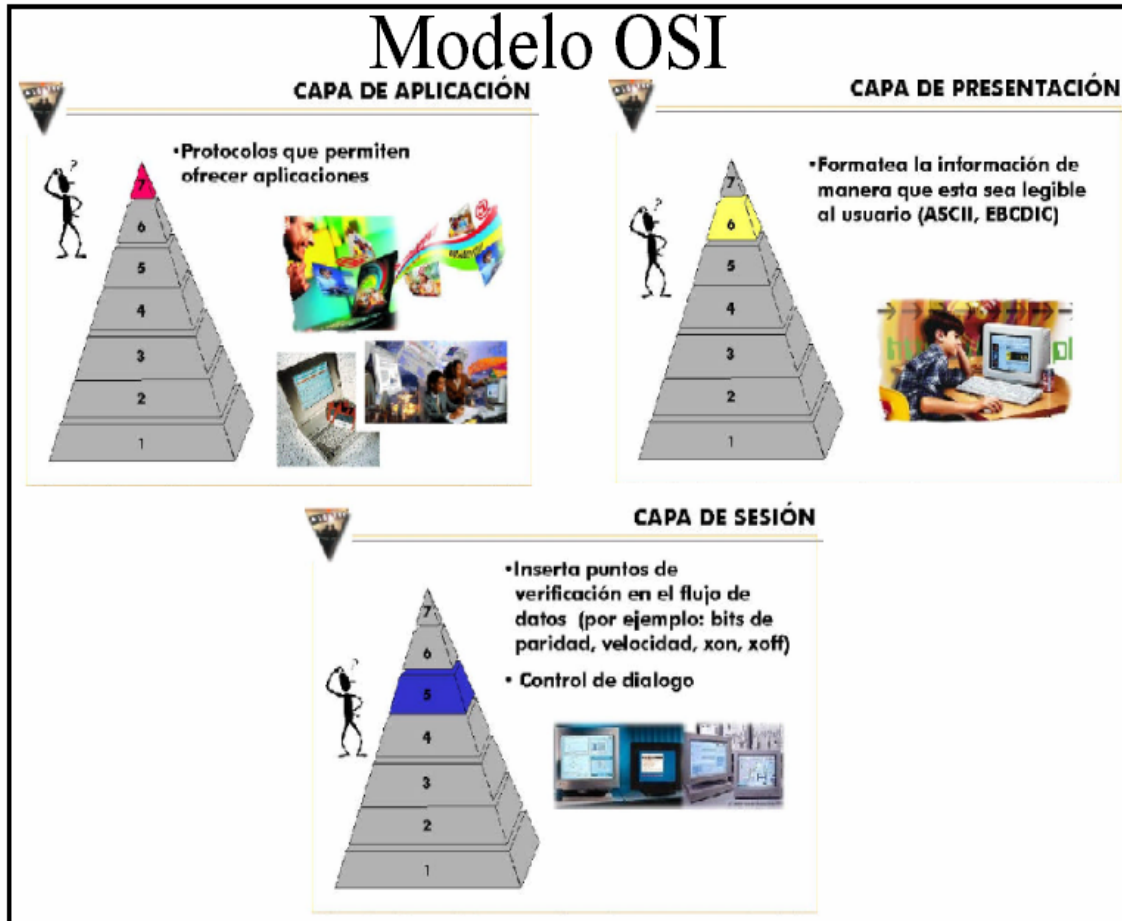 Modelo OSI
CAPA DE APLICACIÓN
•Protocolos que permiten
ofrecer aplicaciones
7
6
5
4
3
2
1
CAPA DE PRESENTACIÓN
•Formatea la información de
manera que esta sea legible
al usuario (ASCII, EBCDIC)
7
6
5
4
3
2
1
CAPA DE SESIÓN
•Inserta puntos de
verificación en el flujo de
datos (por ejemplo: bits de
paridad, velocidad, xon, xoff)
• Control de dialogo
7
6
5
4
3
2
1